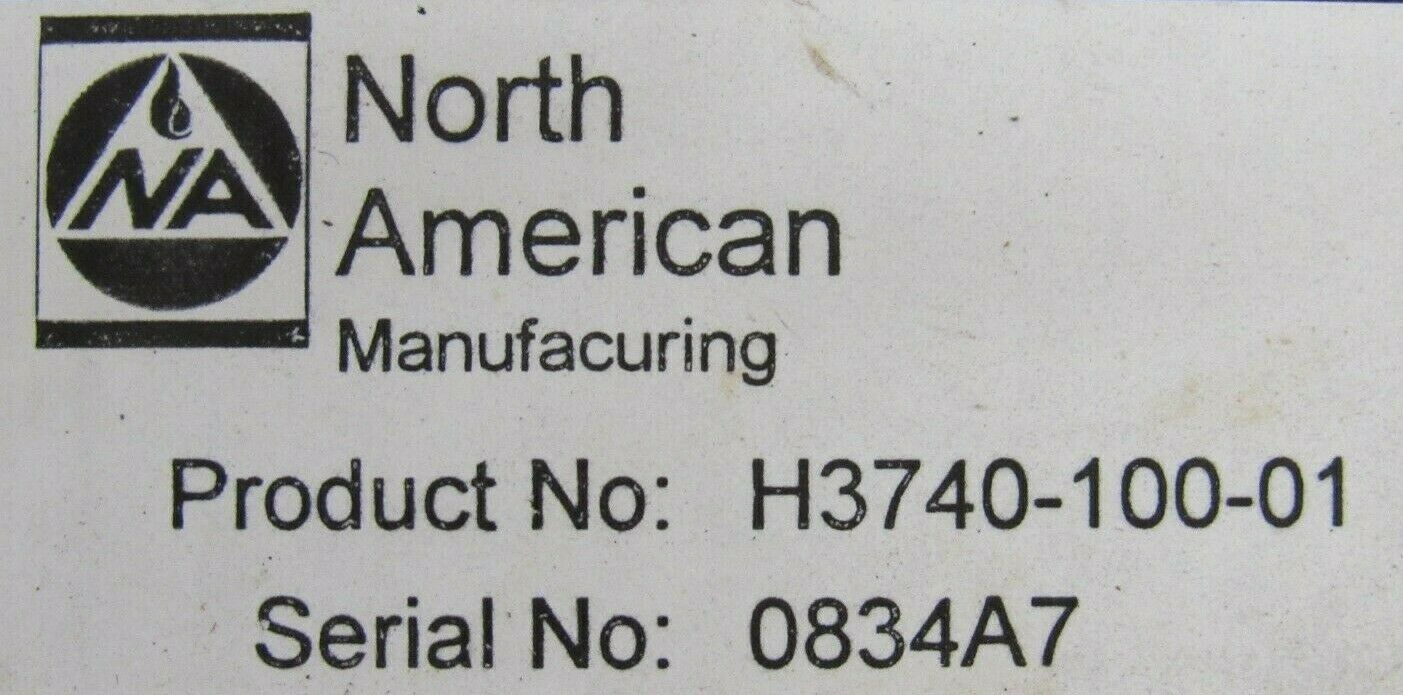 NA
North
American
Manufacuring
Product No: H3740-100-01
Serial No: 0834A7